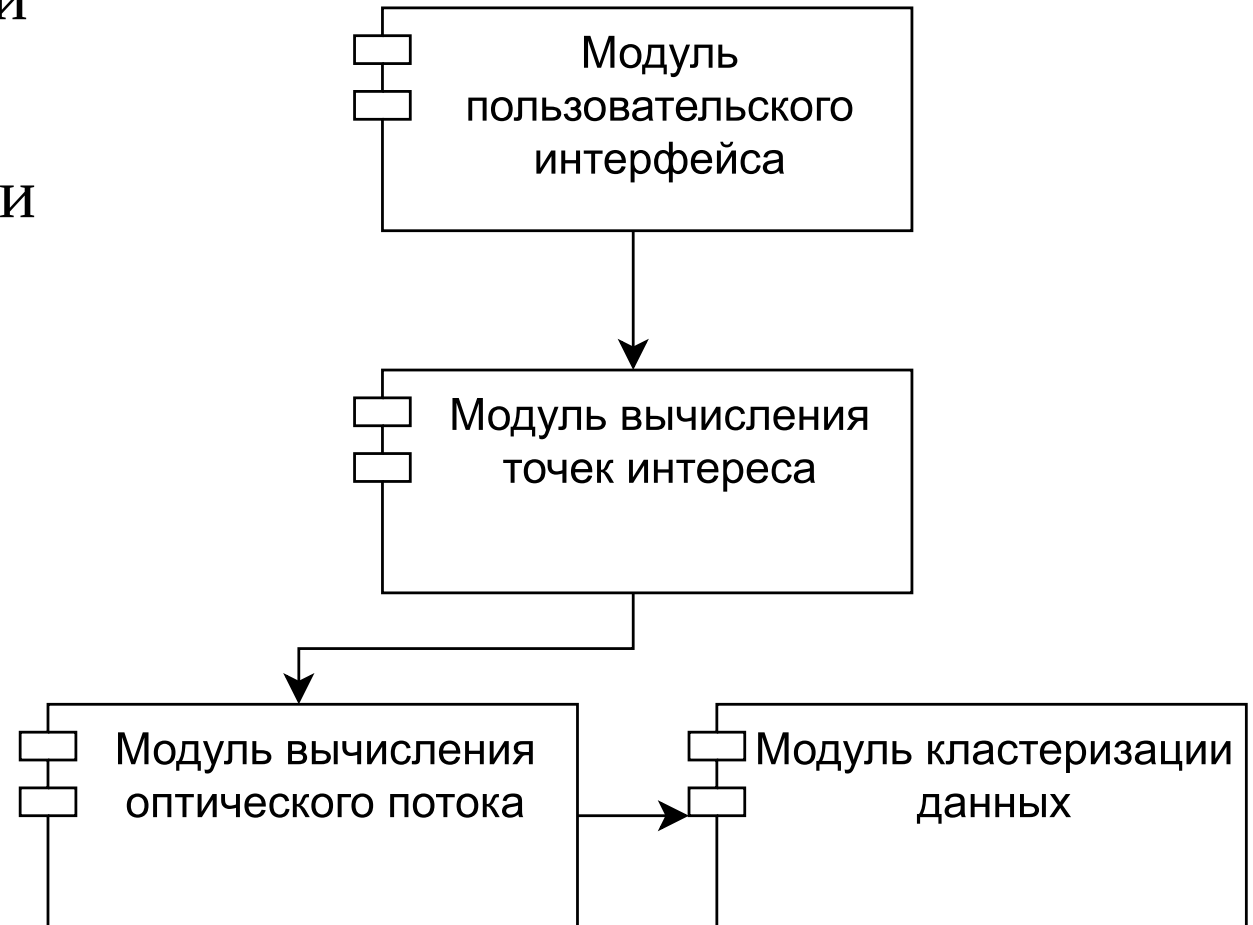 и
Модуль
пользовательского
интерфейса
и
Модуль вычисления
точек интереса
Модуль вычисления
оптического потока
Модуль кластеризации
данных